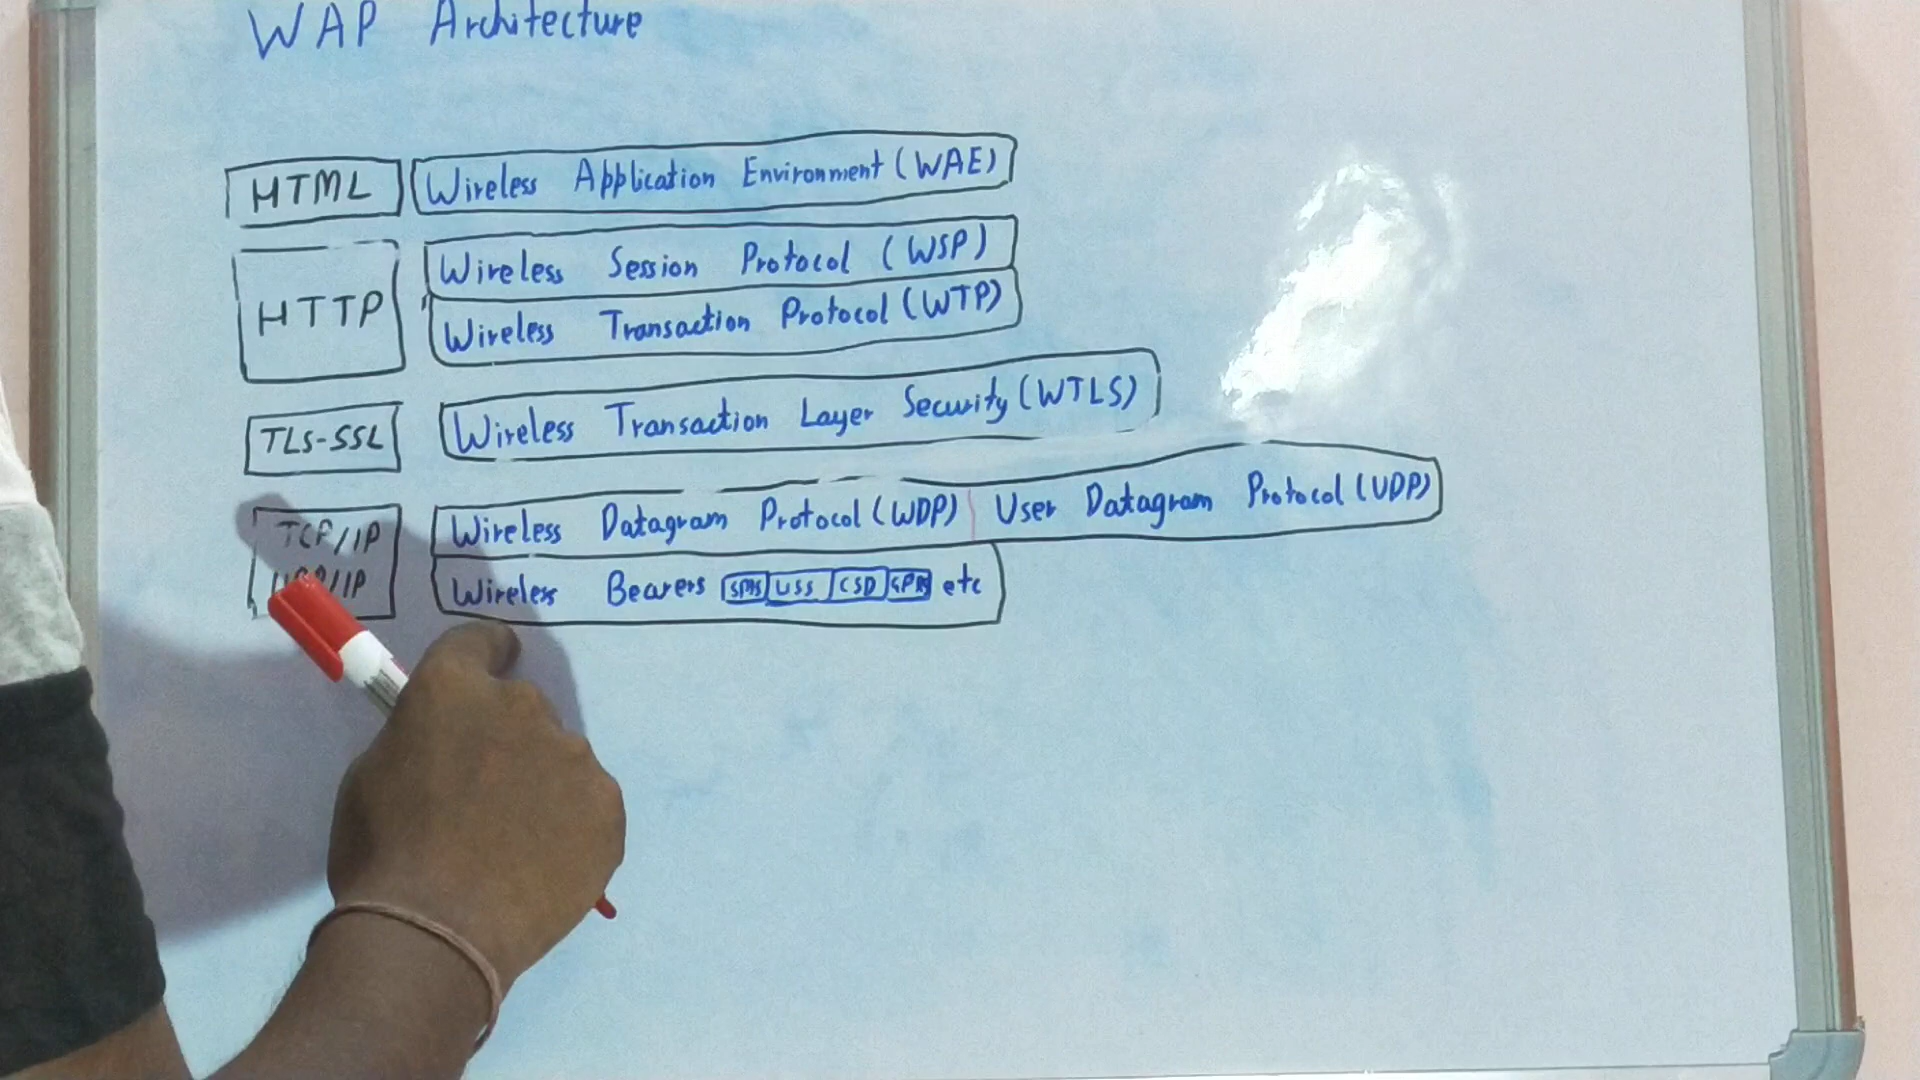 WAP Architecture
HTML Wireless Application Environment (WAE)
HTTP Wireless Session Protocol (WSP)
Wireless Transaction Protocol (WTP)
TLS-SSL Wireless Transaction Layer Security (WTLS)
TCP/IP Wireless Datagram Protocol (WDP) User Datagram Protocol (UDP)
/IP Wireless Bearers SMS USS CSD GPRS etc